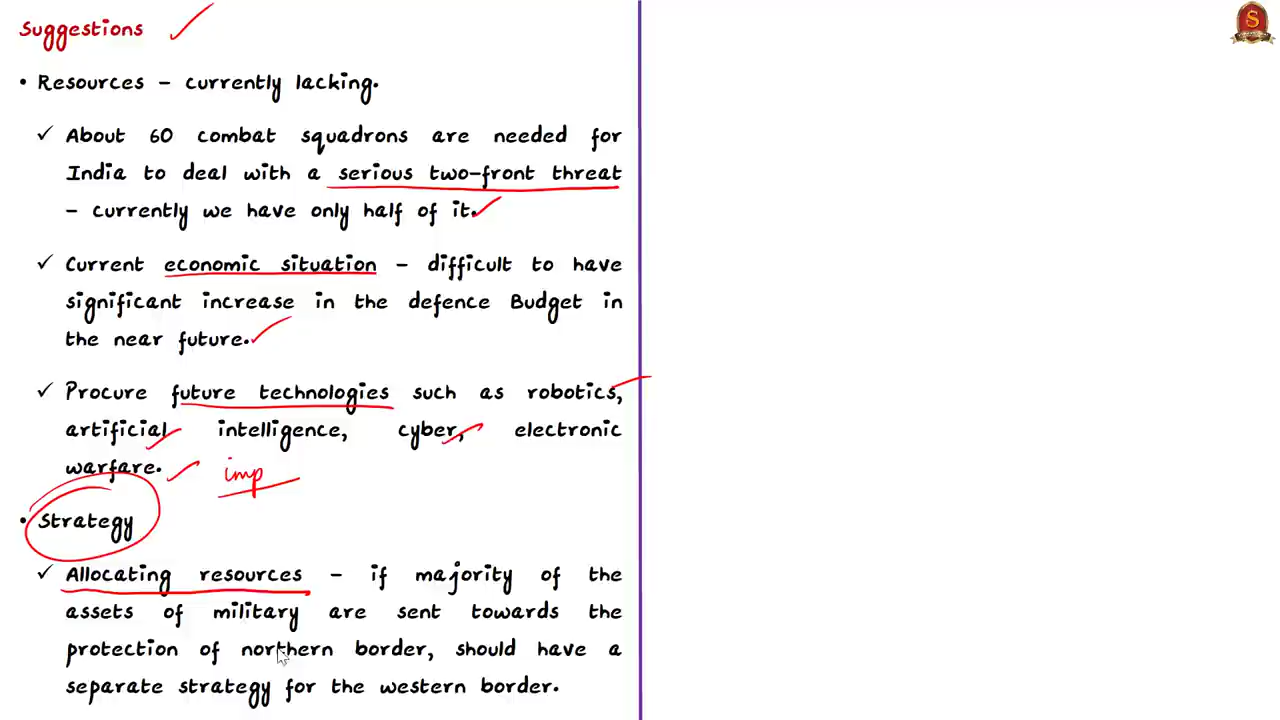 Suggestions
• Resources – currently lacking.
✓ About 60 combat squadrons are needed for
India to deal with a serious two-front threat
– currently we have only half of it.
✓ Current economic situation – difficult to have
significant increase in the defence Budget in
the near future.
✓ Procure future technologies such as robotics,
artificial intelligence, cyber, electronic
warfare.
imp
• Strategy
✓ Allocating resources – if majority of the
assets of military are sent towards the
protection of northern border, should have a
separate strategy for the western border.
S